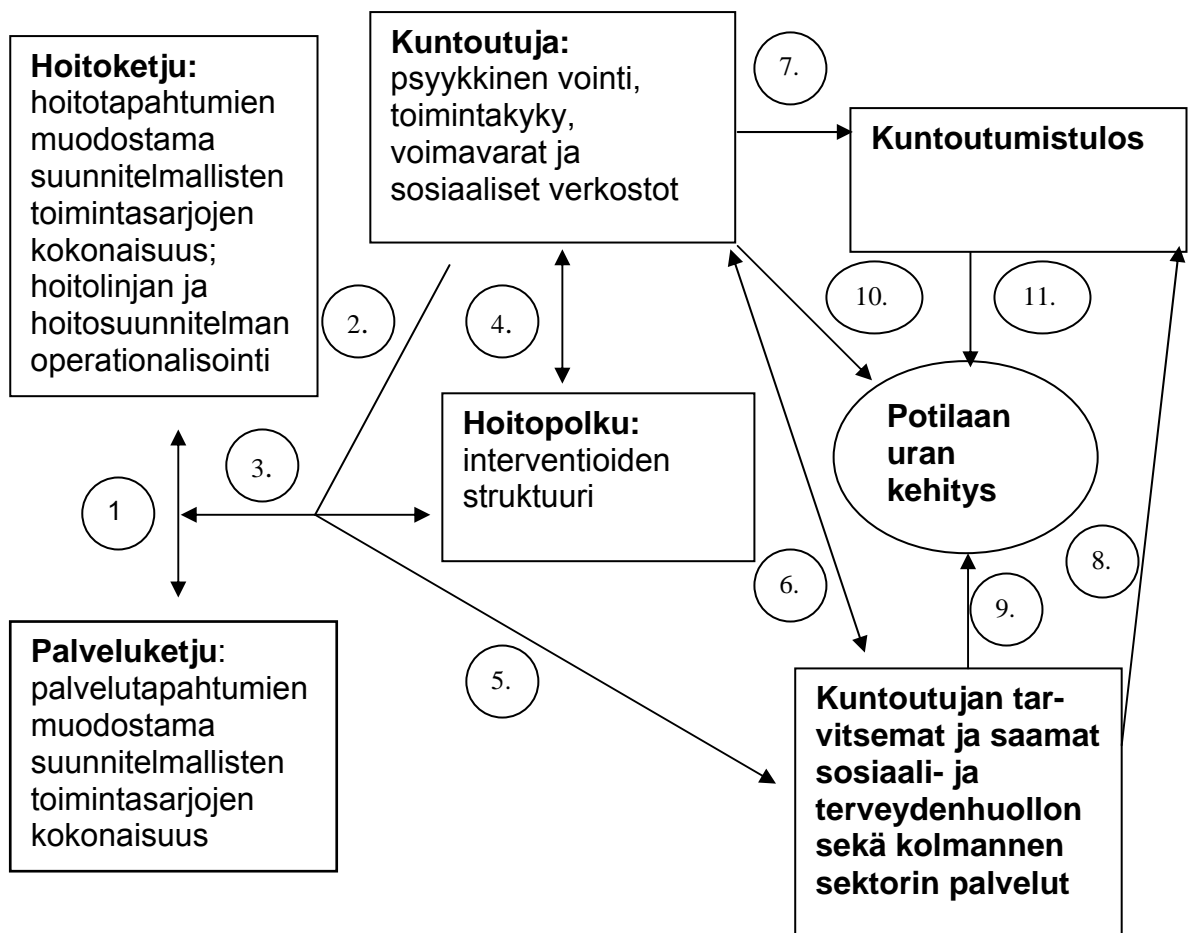 Hoitoketju:
hoitotapahtumien
muodostama
suunnitelmallisten
toimintasarjojen
kokonaisuus;
hoitolinjan ja
hoitosuunnitelman
operationalisointi
Kuntoutuja:
psyykkinen vointi,
toimintakyky,
voimavarat ja
sosiaaliset verkostot
7.
Kuntoutumistulos
2.
4.
10.
11.
3.
1
Hoitopolku:
interventioiden
struktuuri
Potilaan
uran
kehitys
6.
9.
8.
5.
Palveluketju:
palvelutapahtumien
muodostama
suunnitelmallisten
toimintasarjojen
kokonaisuus
Kuntoutujan tar-
vitsemat ja saamat
sosiaali- ja
terveydenhuollon
sekä kolmannen
sektorin palvelut